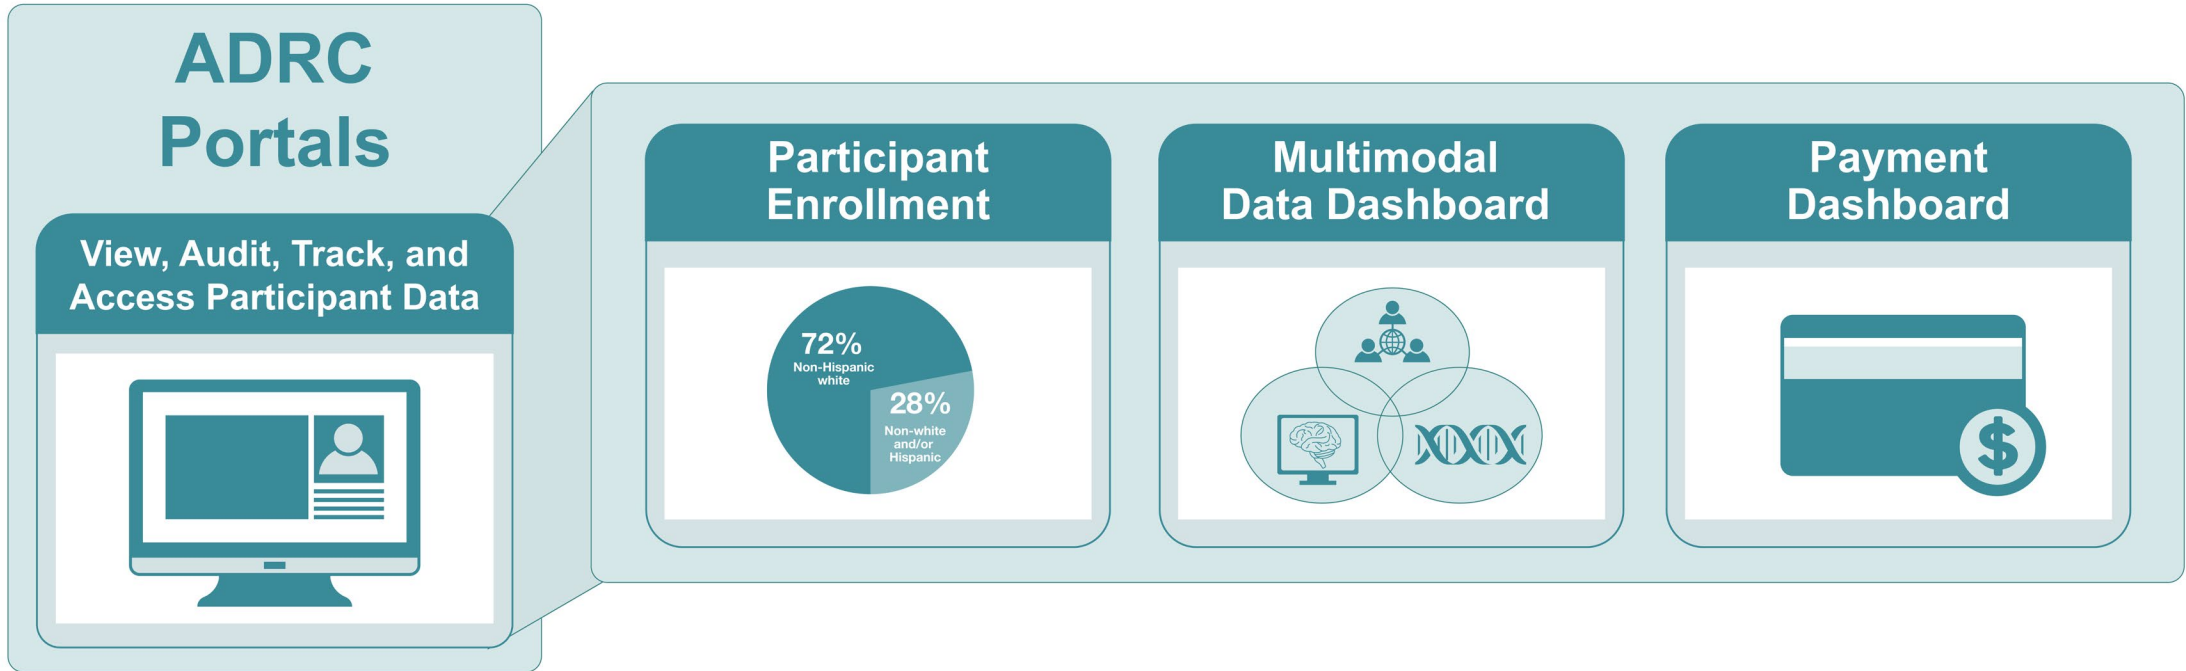 ADRC
Portals
View, Audit, Track, and
Access Participant Data
Participant
Enrollment
72%
Non-Hispanic
white
28%
Non-white
and/or
Hispanic
Multimodal
Data Dashboard
Payment
Dashboard
$